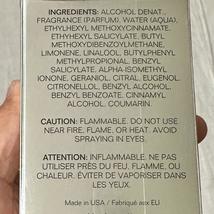 INGREDIENTS: ALCOHOL DENAT.,
FRAGRANCE (PARFUM), WATER (AQUA),
ETHYLHEXYL METHOXYCINNAMATE,
ETHYLHEXYL SALICYLATE, BUTYL
METHOXYDIBENZOYLMETHANE,
LIMONENE, LINALOOL, BUTYLPHENYL
METHYLPROPIONAL, BENZYL
SALICYLATE, ALPHA-ISOMETHYL
IONONE, GERANIOL, CITRAL, EUGENOL,
CITRONELLOL, BENZYL ALCOHOL,
BENZYL BENZOATE, CINNAMYL
ALCOHOL, COUMARIN.
CAUTION: FLAMMABLE. DO NOT USE
NEAR FIRE, FLAME, OR HEAT. AVOID
SPRAYING IN EYES.
ATTENTION: INFLAMMABLE. NE PAS
UTILISER PRÈS DU FEU, FLAMME, OU
CHALEUR. ÉVITER DE VAPORISER DANS
LES YEUX.
Made in USA / Fabriqué aux ÉU